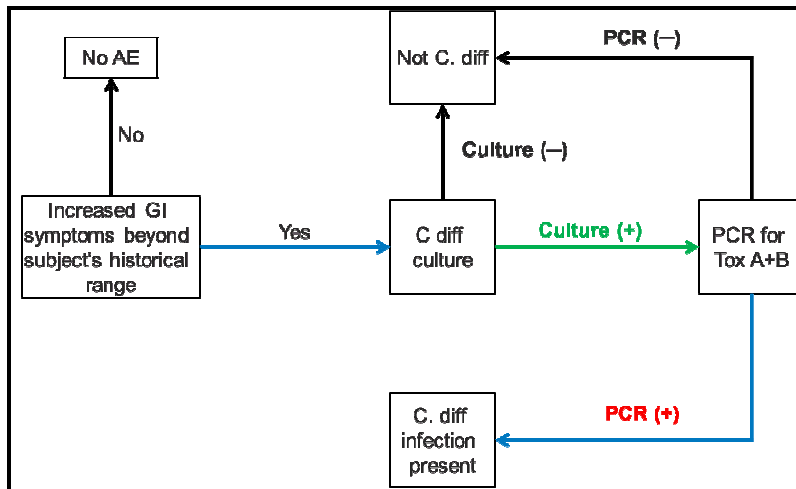 No AE
Not C. diff
PCR (—)
No
Culture (—)
Increased GI
symptoms beyond
subject's historical
range
Yes
C diff
culture
Culture (+)
PCR for
Tox A+B
C. diff
infection
present
PCR (+)